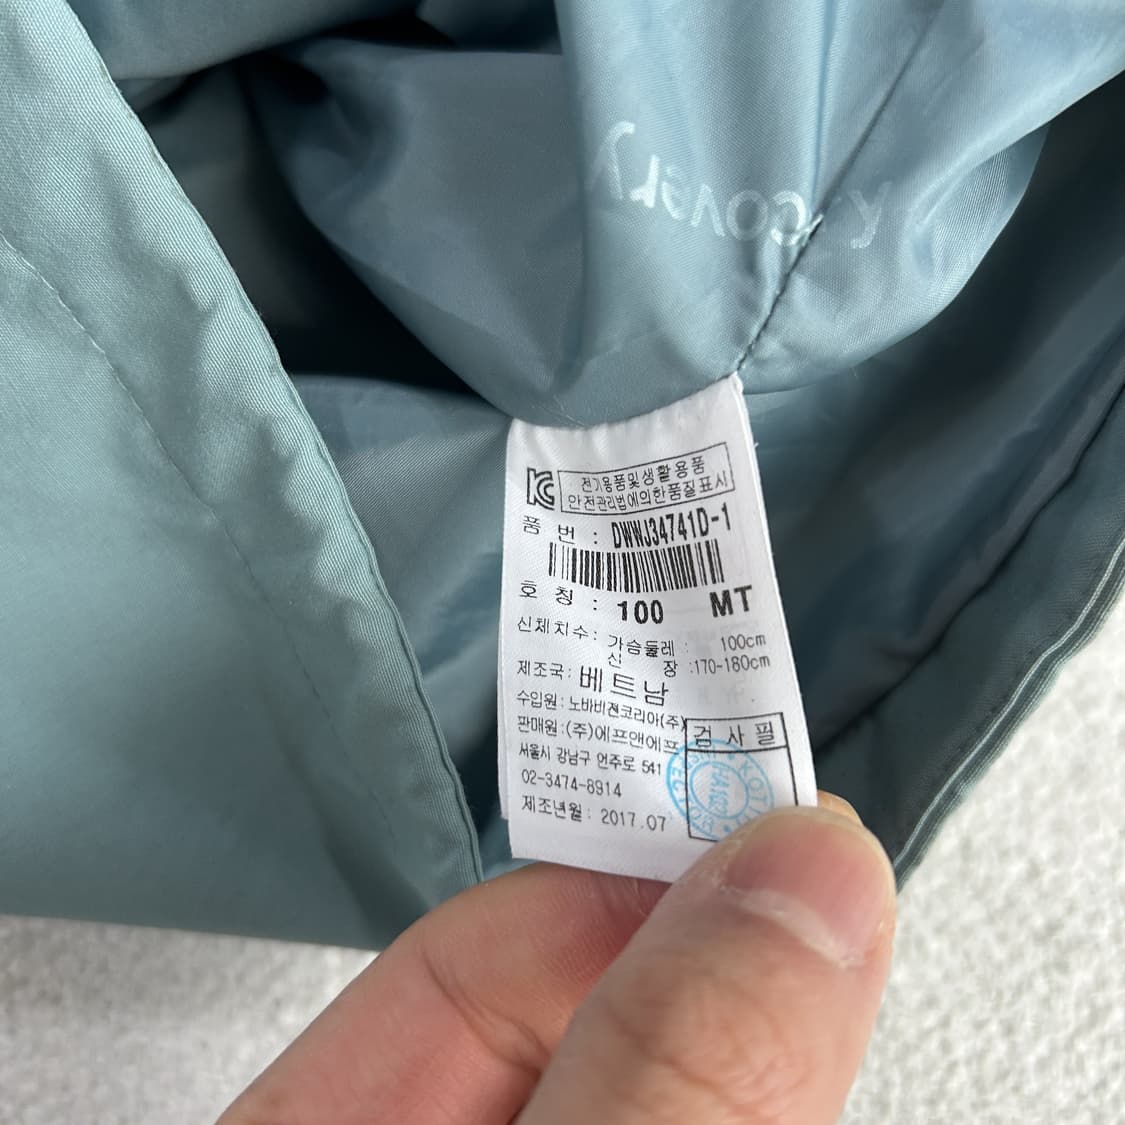 K covery
KC 전기용품및생활용품
안전관리법에의한품질표시
품 번 : DWWJ34741D-1
호 칭 : 100 MT
신체치수 : 가슴둘레 : 100cm
신 장 : 170-180cm
제조국 : 베트남
수입원 : 노바비젼코리아(주)
판매원 : (주)에프앤에프
검 사 필
서울시 강남구 언주로 541
02-3474-8914
제조년월 : 2017.07